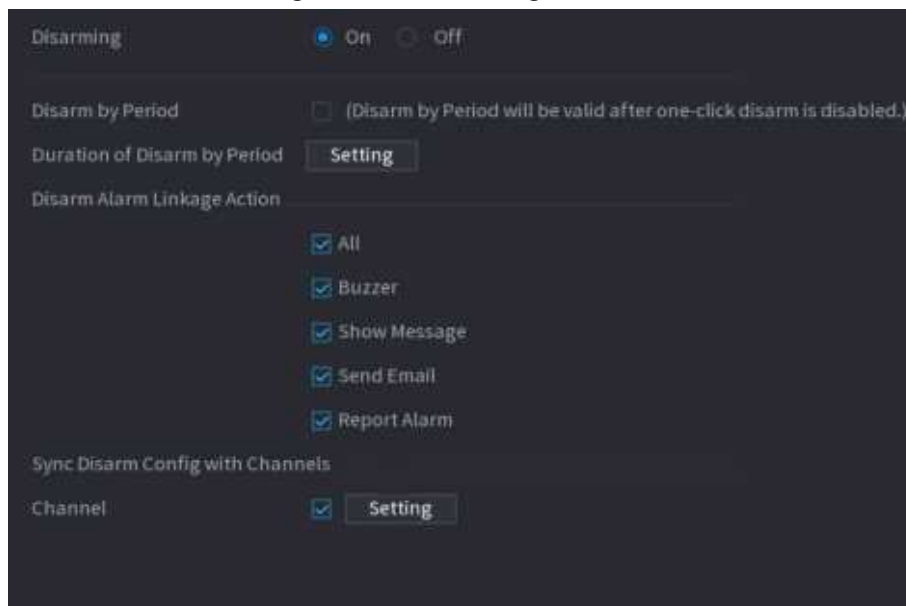 Disarming On Off
Disarm by Period (Disarm by Period will be valid after one-click disarm is disabled.)
Duration of Disarm by Period Setting
Disarm Alarm Linkage Action
All
Buzzer
Show Message
Send Email
Report Alarm
Sync Disarm Config with Channels
Channel Setting